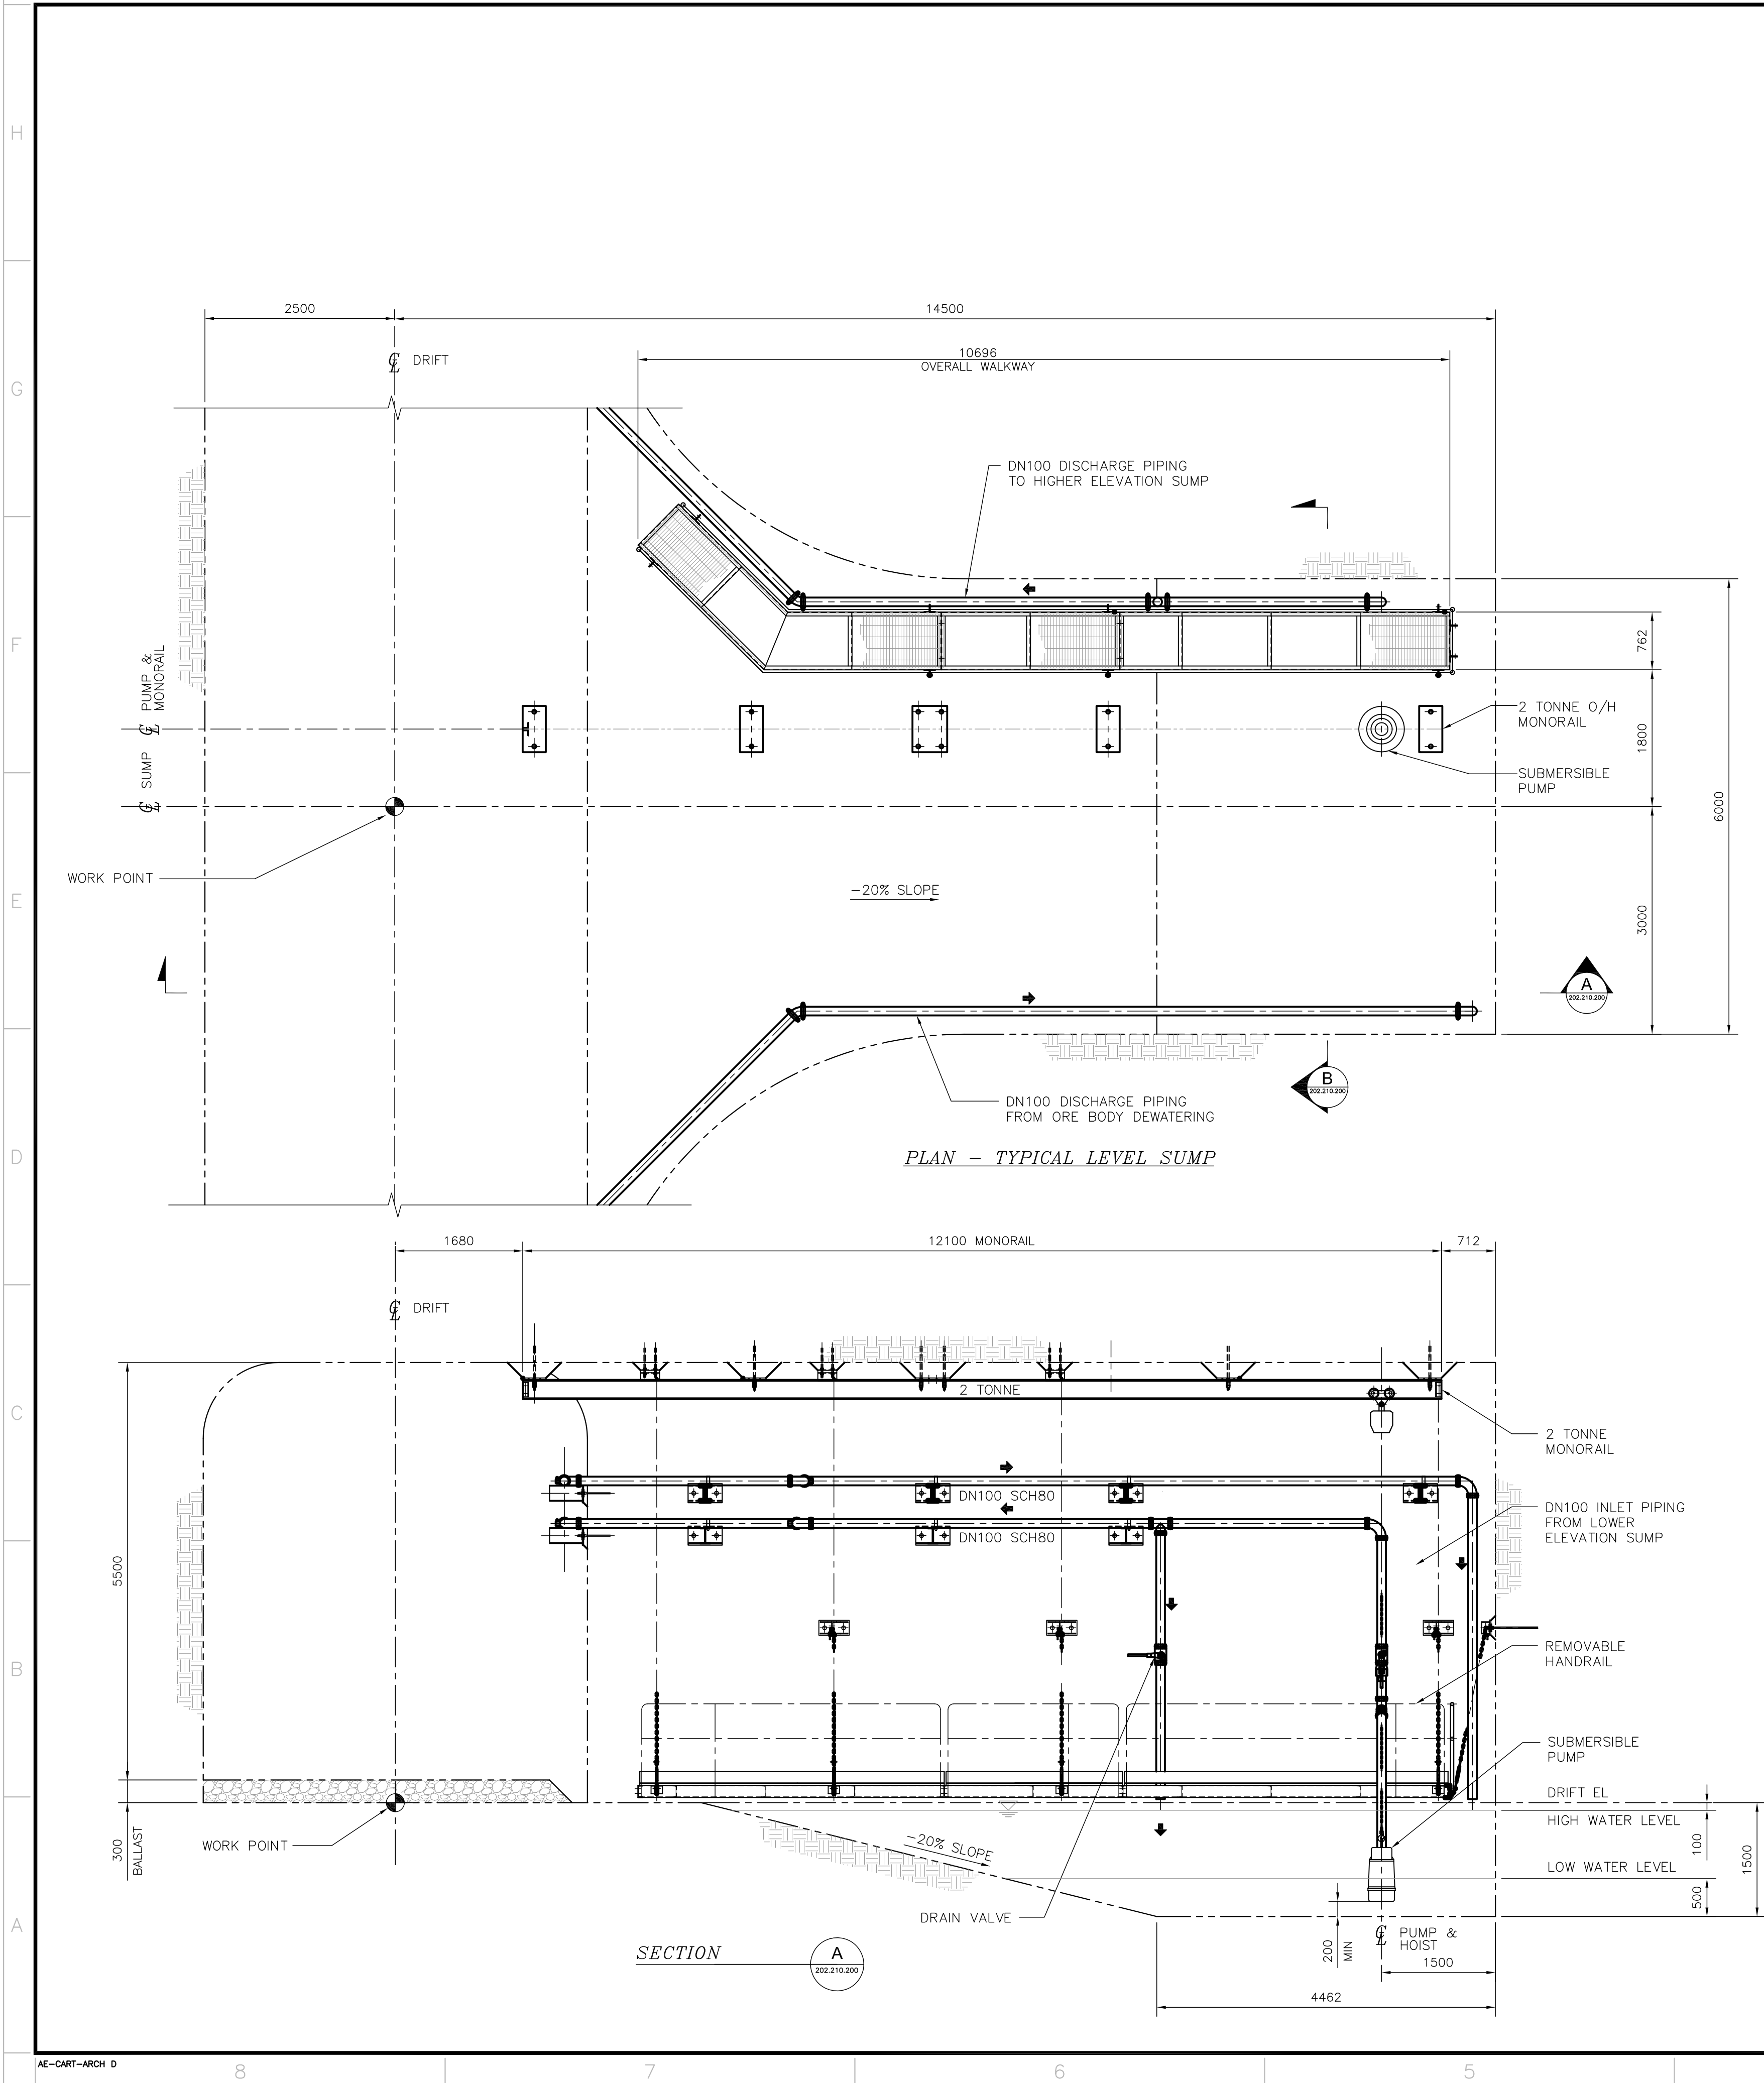 H
G
F
E
D
C
B
A
2500
14500
℄ DRIFT
10696
OVERALL WALKWAY
DN100 DISCHARGE PIPING
TO HIGHER ELEVATION SUMP
762
℄ PUMP &
MONORAIL
2 TONNE O/H
MONORAIL
1800
℄ SUMP
SUBMERSIBLE
PUMP
6000
WORK POINT
-20% SLOPE
3000
A
202.210.200
B
202.210.200
DN100 DISCHARGE PIPING
FROM ORE BODY DEWATERING
PLAN - TYPICAL LEVEL SUMP
1680
12100 MONORAIL
712
℄ DRIFT
2 TONNE
2 TONNE
MONORAIL
DN100 SCH80
DN100 INLET PIPING
FROM LOWER
ELEVATION SUMP
DN100 SCH80
5500
REMOVABLE
HANDRAIL
SUBMERSIBLE
PUMP
DRIFT EL
HIGH WATER LEVEL
WORK POINT
300
BALLAST
-20% SLOPE
100
1500
LOW WATER LEVEL
500
DRAIN VALVE
200
MIN
℄ PUMP &
HOIST
SECTION
A
202.210.200
1500
4462
AE-CART-ARCH D
8
7
6
5